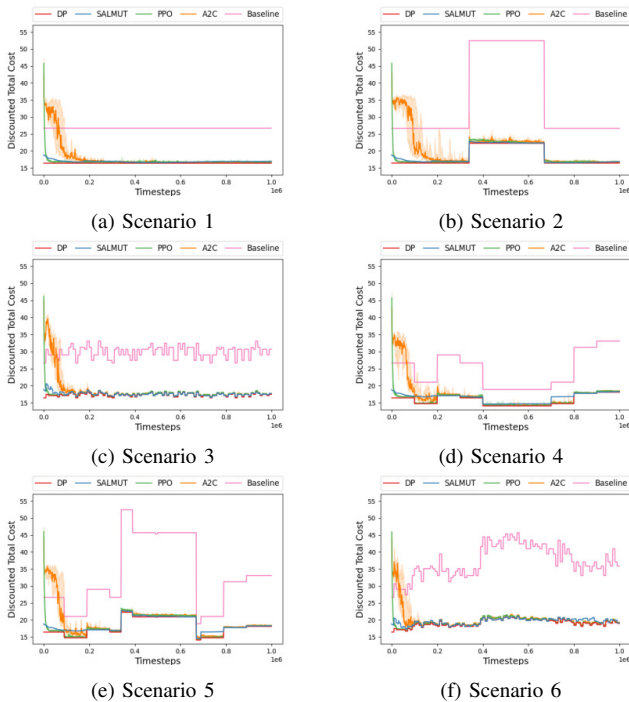 DP SALMUT PPO A2C Baseline
Discounted Total Cost
55
50
45
40
35
30
25
20
15
0.0 0.2 0.4 0.6 0.8 1.0
Timesteps 1e6
(a) Scenario 1
DP SALMUT PPO A2C Baseline
Discounted Total Cost
55
50
45
40
35
30
25
20
15
0.0 0.2 0.4 0.6 0.8 1.0
Timesteps 1e6
(b) Scenario 2
DP SALMUT PPO A2C Baseline
Discounted Total Cost
55
50
45
40
35
30
25
20
15
0.0 0.2 0.4 0.6 0.8 1.0
Timesteps 1e6
(c) Scenario 3
DP SALMUT PPO A2C Baseline
Discounted Total Cost
55
50
45
40
35
30
25
20
15
0.0 0.2 0.4 0.6 0.8 1.0
Timesteps 1e6
(d) Scenario 4
DP SALMUT PPO A2C Baseline
Discounted Total Cost
55
50
45
40
35
30
25
20
15
0.0 0.2 0.4 0.6 0.8 1.0
Timesteps 1e6
(e) Scenario 5
DP SALMUT PPO A2C Baseline
Discounted Total Cost
55
50
45
40
35
30
25
20
15
0.0 0.2 0.4 0.6 0.8 1.0
Timesteps 1e6
(f) Scenario 6